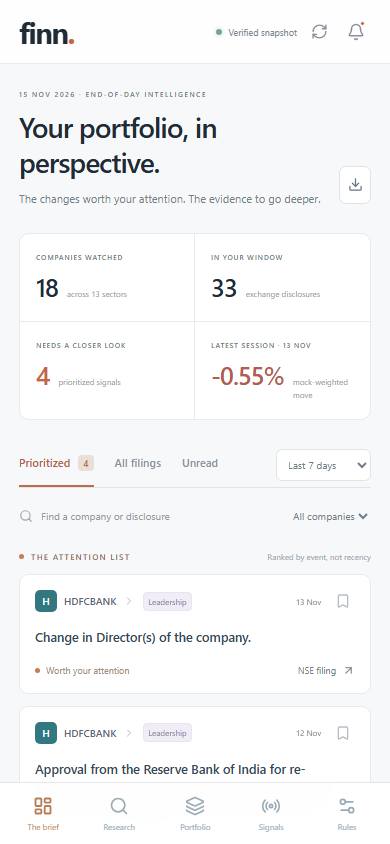 finn.
Verified snapshot
15 NOV 2026 · END-OF-DAY INTELLIGENCE
Your portfolio, in
perspective.
The changes worth your attention. The evidence to go deeper.
COMPANIES WATCHED
18 across 13 sectors
IN YOUR WINDOW
33 exchange disclosures
NEEDS A CLOSER LOOK
4 prioritized signals
LATEST SESSION · 13 NOV
-0.55% mock-weighted
move
Prioritized 4 All filings Unread Last 7 days
Find a company or disclosure All companies
THE ATTENTION LIST Ranked by event, not recency
H HDFCBANK Leadership 13 Nov
Change in Director(s) of the company.
Worth your attention NSE filing
H HDFCBANK Leadership 12 Nov
Approval from the Reserve Bank of India for re-
The brief Research Portfolio Signals Rules